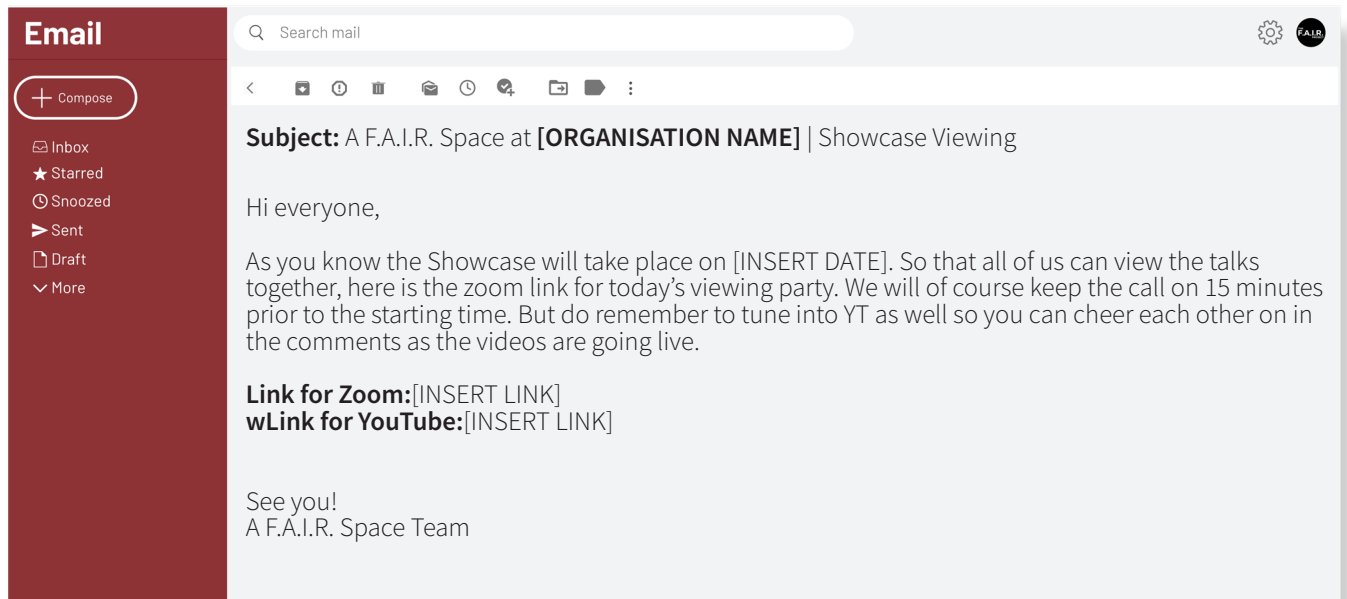 Email
Search mail
F.A.I.R.
Compose
Inbox
Starred
Snoozed
Sent
Draft
More
Subject: A F.A.I.R. Space at [ORGANISATION NAME] | Showcase Viewing
Hi everyone,
As you know the Showcase will take place on [INSERT DATE]. So that all of us can view the talks
together, here is the zoom link for today’s viewing party. We will of course keep the call on 15 minutes
prior to the starting time. But do remember to tune into YT as well so you can cheer each other on in
the comments as the videos are going live.
Link for Zoom:[INSERT LINK]
wLink for YouTube:[INSERT LINK]
See you!
A F.A.I.R. Space Team